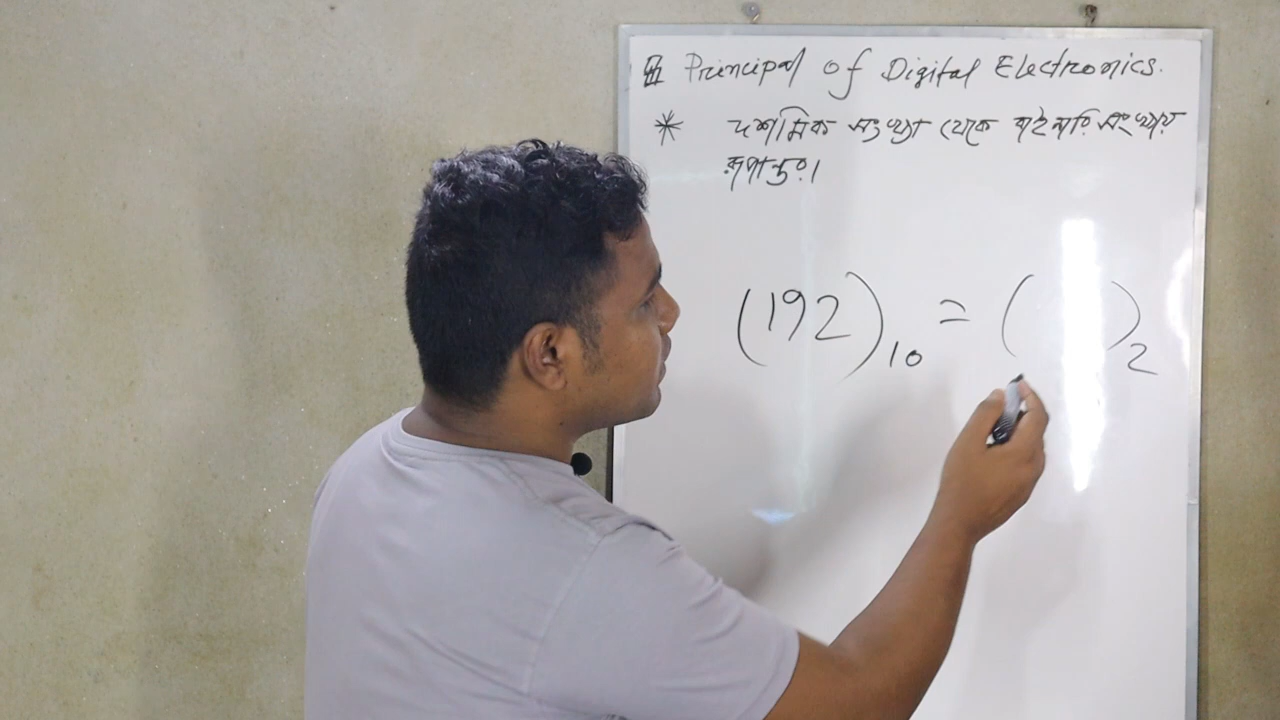 Principal of Digital Electronics.
* দশমিক সংখ্যা থেকে বাইনারি সংখ্যায়
রূপান্তর।
(192)10 = ( )2